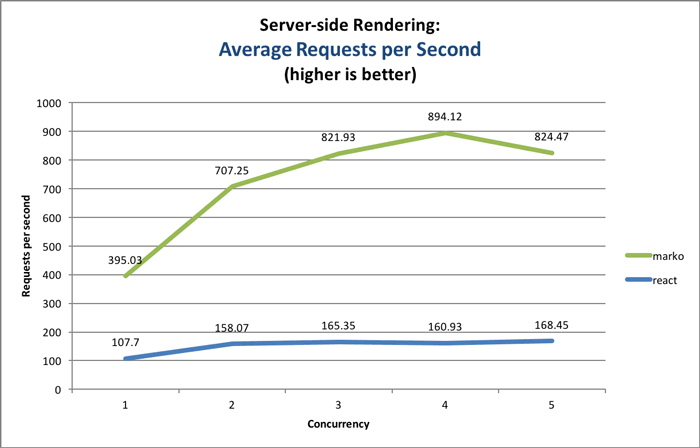 Server-side Rendering:
Average Requests per Second
(higher is better)
1000
900
800
700
600
500
400
300
200
100
0
Requests per second
395.03
707.25
821.93
894.12
824.47
107.7
158.07
165.35
160.93
168.45
1 2 3 4 5
Concurrency
marko
react